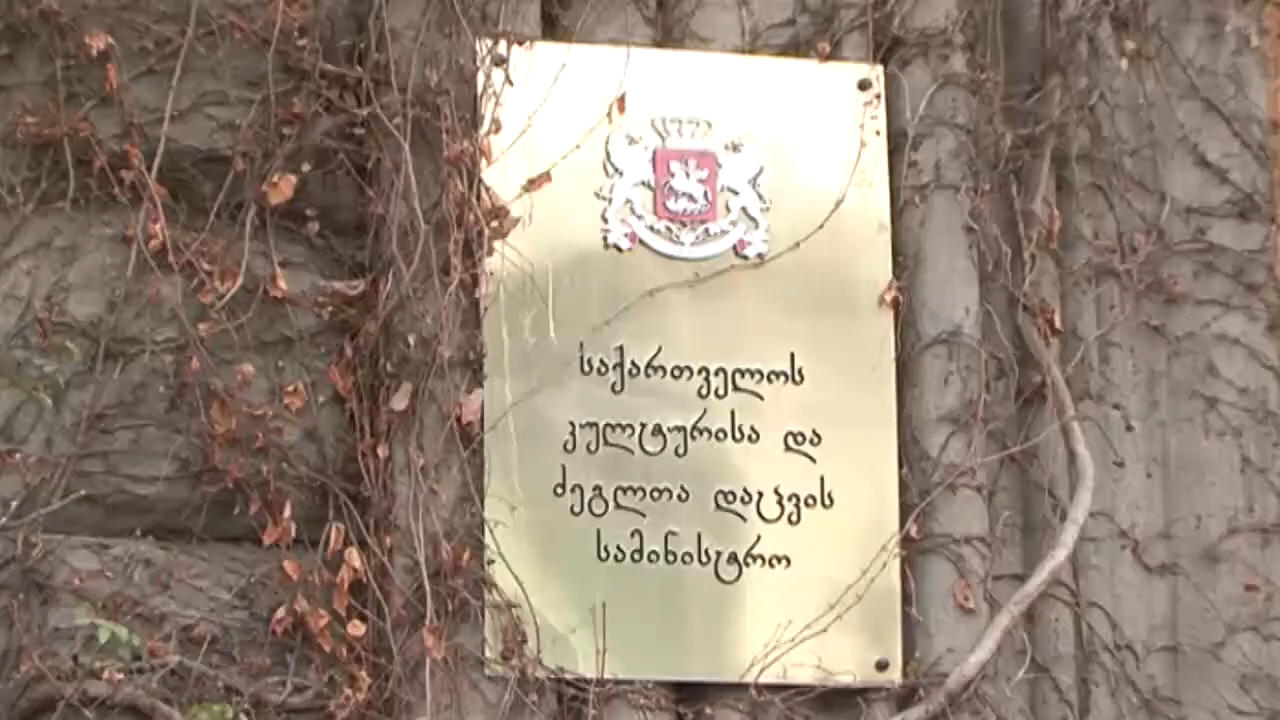 საქართველოს
კულტურისა და
ძეგლთა დაცვის
სამინისტრო